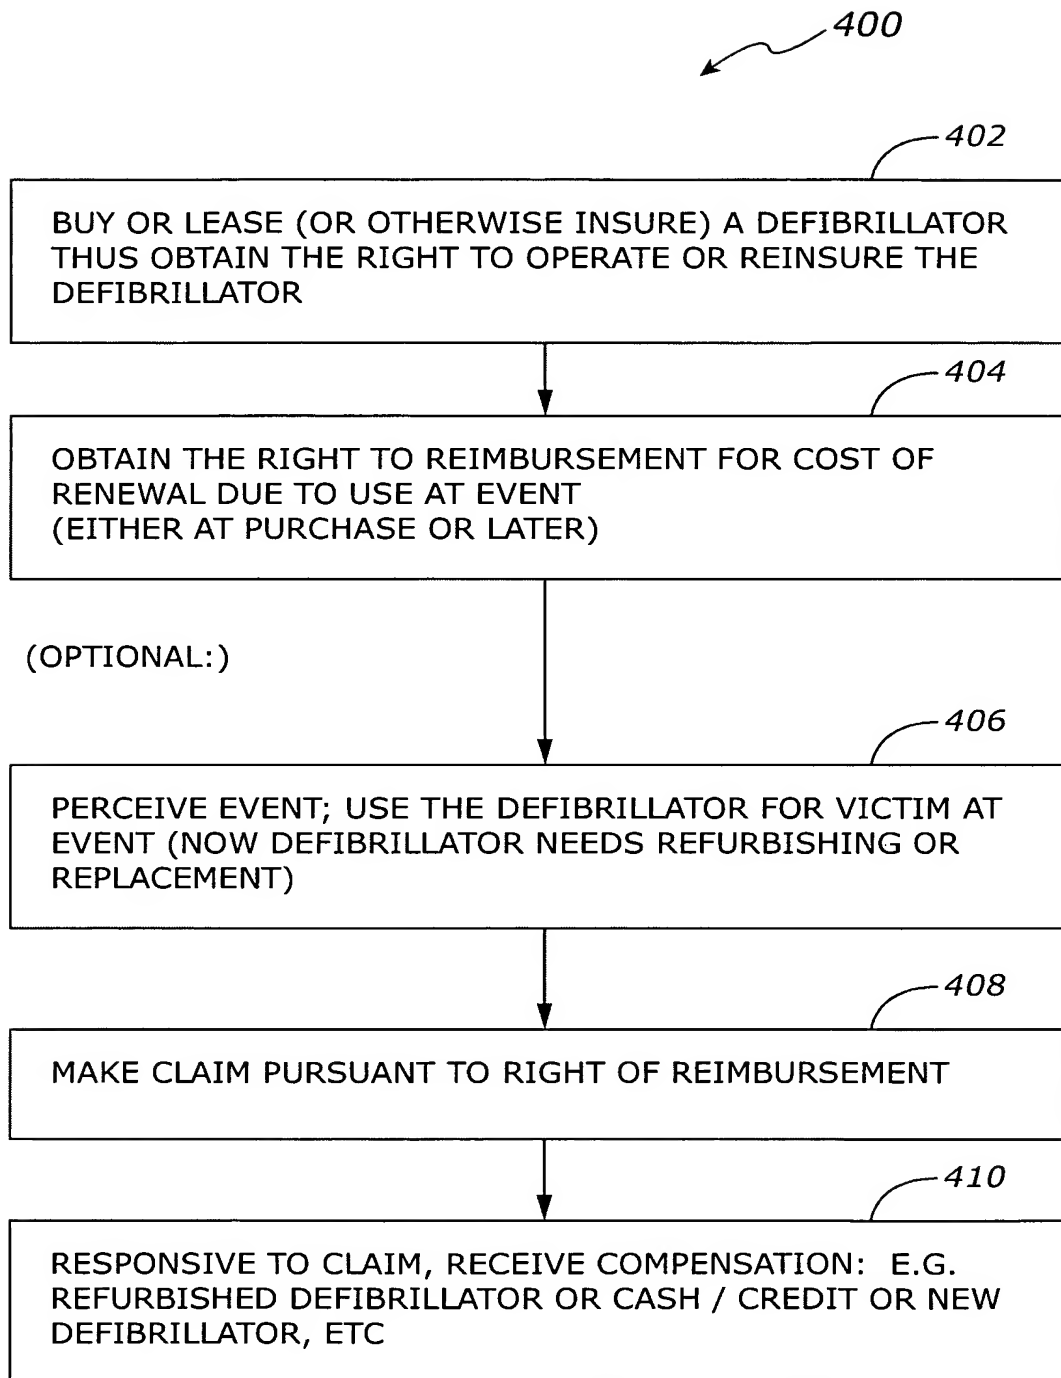 400
402
BUY OR LEASE (OR OTHERWISE INSURE) A DEFIBRILLATOR
THUS OBTAIN THE RIGHT TO OPERATE OR REINSURE THE
DEFIBRILLATOR
404
OBTAIN THE RIGHT TO REIMBURSEMENT FOR COST OF
RENEWAL DUE TO USE AT EVENT
(EITHER AT PURCHASE OR LATER)
(OPTIONAL:)
406
PERCEIVE EVENT; USE THE DEFIBRILLATOR FOR VICTIM AT
EVENT (NOW DEFIBRILLATOR NEEDS REFURBISHING OR
REPLACEMENT)
408
MAKE CLAIM PURSUANT TO RIGHT OF REIMBURSEMENT
410
RESPONSIVE TO CLAIM, RECEIVE COMPENSATION: E.G.
REFURBISHED DEFIBRILLATOR OR CASH / CREDIT OR NEW
DEFIBRILLATOR, ETC